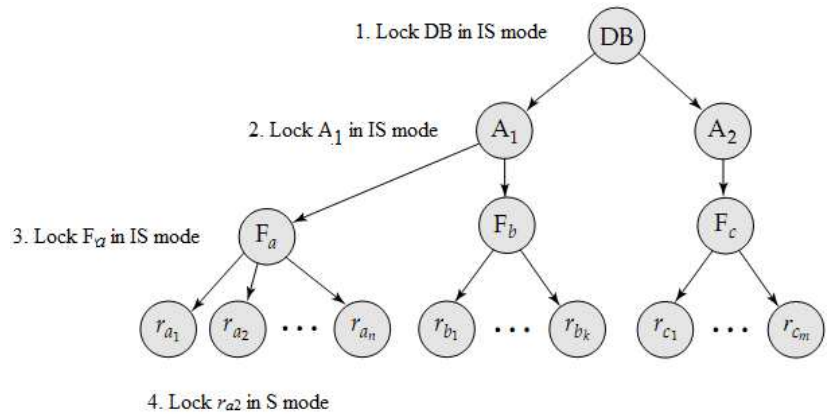 1. Lock DB in IS mode
DB
2. Lock A1 in IS mode
A1
A2
3. Lock Fa in IS mode
Fa
Fb
Fc
ra1
ra2
• • •
ran
rb1
• • •
rbk
rc1
• • •
rcm
4. Lock ra2 in S mode